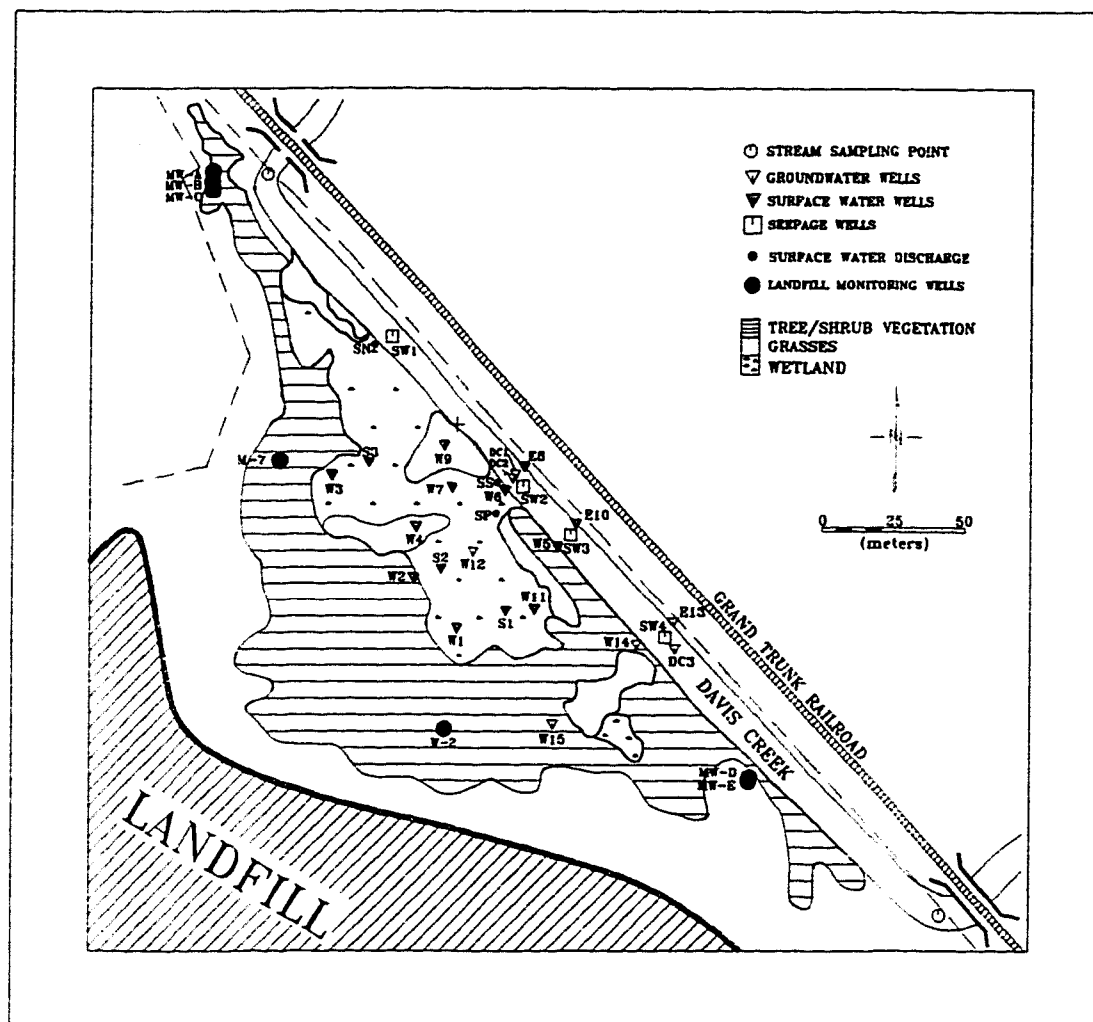 STREAM SAMPLING POINT
GROUNDWATER WELLS
SURFACE WATER WELLS
SEEPAGE WELLS
SURFACE WATER DISCHARGE
LANDFILL MONITORING WELLS
TREE/SHRUB VEGETATION
GRASSES
WETLAND
MW-A
MW-B
MW-C
SN2
SW1
W9
DC1
DC2
E8
S3
W3
W7
SS
W6
SW2
SP
E10
0 25 50
(meters)
W4
W5
SW3
W12
S2
W2
W11
S1
W1
E13
SW4
W14
DC3
GRAND TRUNK RAILROAD
DAVIS CREEK
W-2
W15
MW-D
MW-E
LANDFILL